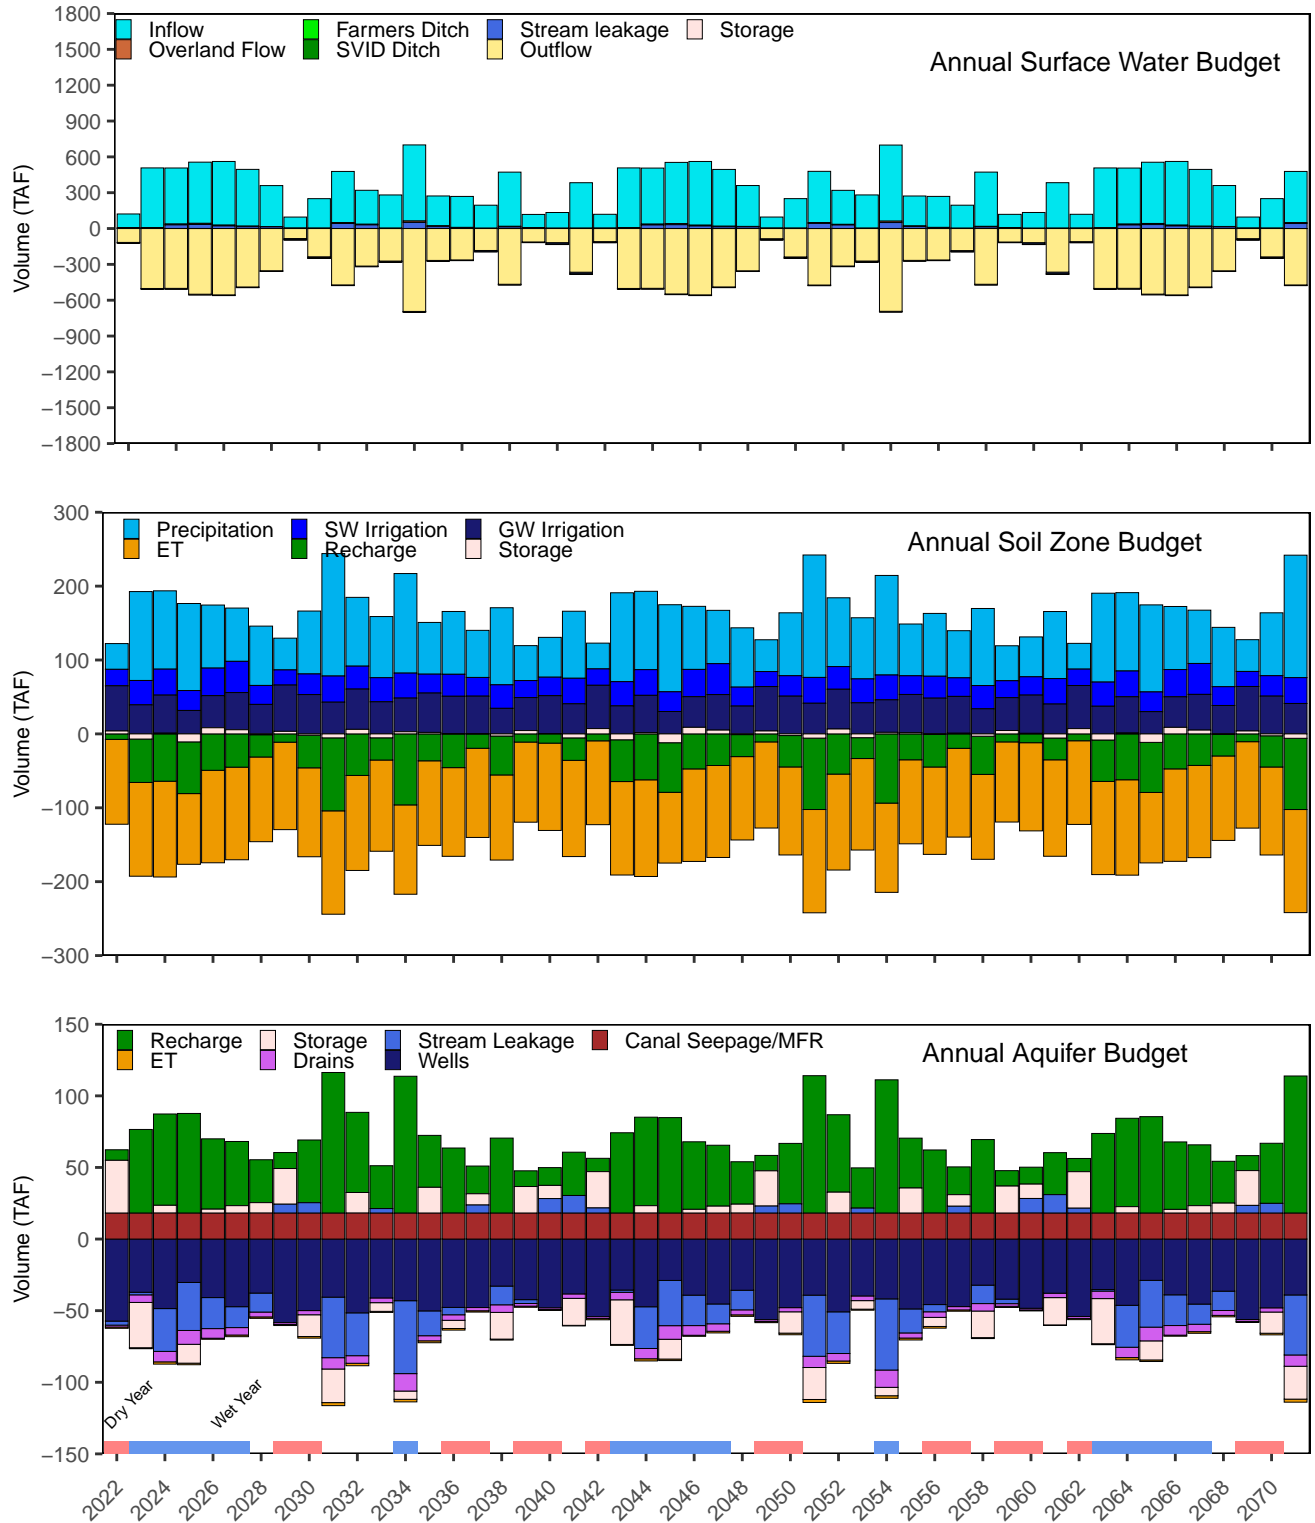 1800
1500
1200
900
600
300
0
−300
−600
−900
−1200
−1500
−1800
Volume (TAF)
Inflow Farmers Ditch Stream leakage Storage
Overland Flow SVID Ditch Outflow
Annual Surface Water Budget
300
200
100
0
−100
−200
−300
Volume (TAF)
Precipitation SW Irrigation GW Irrigation
ET Recharge Storage
Annual Soil Zone Budget
150
100
50
0
−50
−100
−150
Volume (TAF)
Recharge Storage Stream Leakage Canal Seepage/MFR
ET Drains Wells
Annual Aquifer Budget
Dry Year
Wet Year
2022 2024 2026 2028 2030 2032 2034 2036 2038 2040 2042 2044 2046 2048 2050 2052 2054 2056 2058 2060 2062 2064 2066 2068 2070